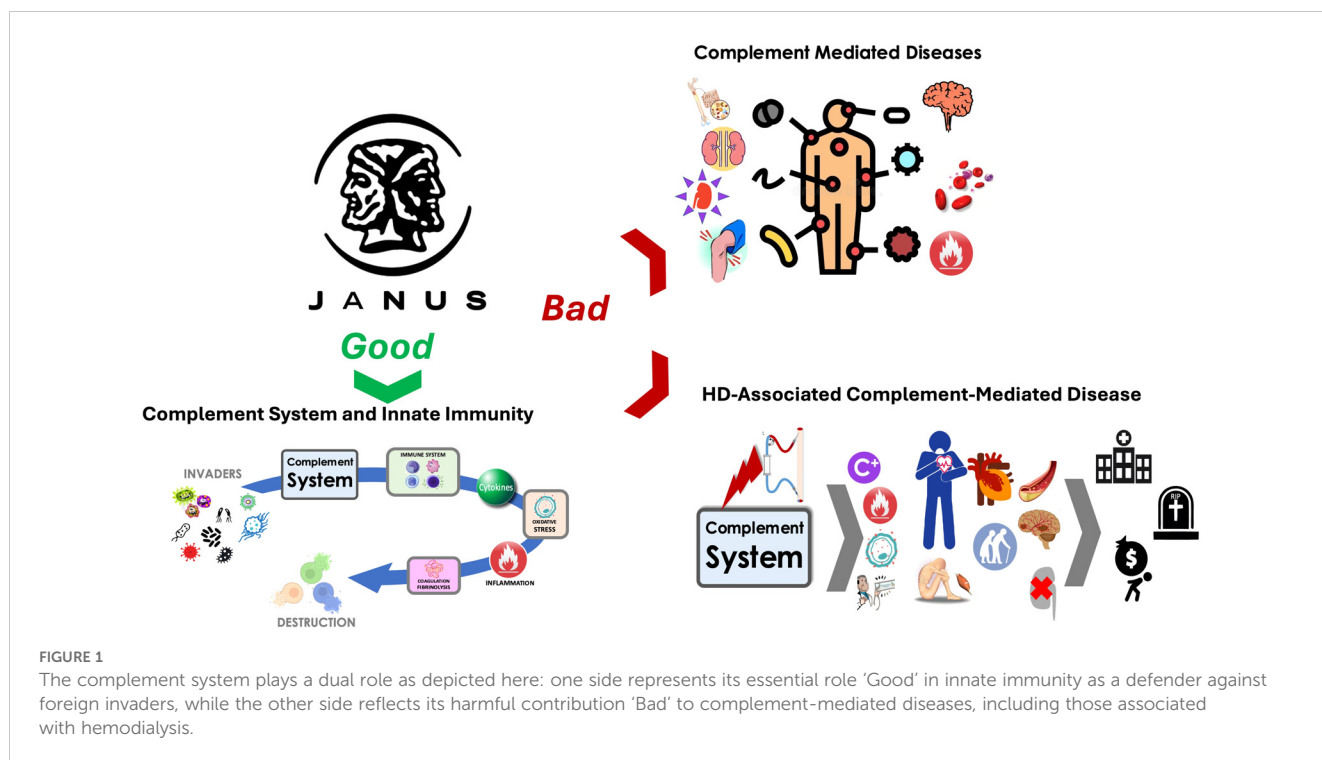 Complement Mediated Diseases
JANUS
Bad
Good
Complement System and Innate Immunity
INVADERS
Complement
System
IMMUNE SYSTEM
Cytokines
OXIDATIVE
STRESS
INFLAMMATION
COAGULATION
FIBRINOLYSIS
DESTRUCTION
HD-Associated Complement-Mediated Disease
Complement
System
C+
RIP
$
FIGURE 1
The complement system plays a dual role as depicted here: one side represents its essential role ‘Good’ in innate immunity as a defender against
foreign invaders, while the other side reflects its harmful contribution ‘Bad’ to complement-mediated diseases, including those associated
with hemodialysis.